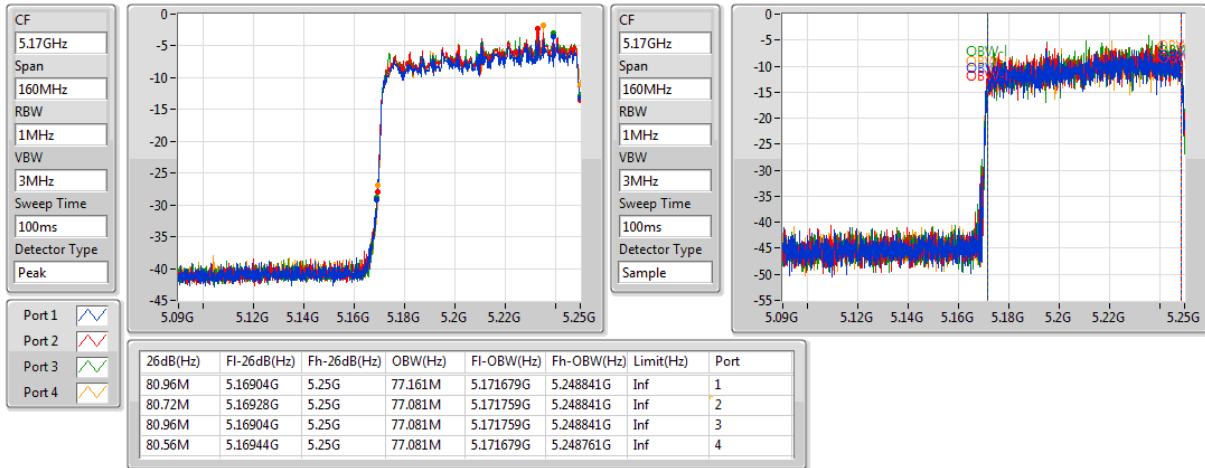 CF
5.17GHz
Span
160MHz
RBW
1MHz
VBW
3MHz
Sweep Time
100ms
Detector Type
Peak
0
-5
-10
-15
-20
-25
-30
-35
-40
-45
5.09G 5.12G 5.14G 5.16G 5.18G 5.2G 5.22G 5.25G
CF
5.17GHz
Span
160MHz
RBW
1MHz
VBW
3MHz
Sweep Time
100ms
Detector Type
Sample
0
-5
-10
-15
-20
-25
-30
-35
-40
-45
-50
-55
OBW-l
5.09G 5.12G 5.14G 5.16G 5.18G 5.2G 5.22G 5.25G
Port 1
Port 2
Port 3
Port 4
26dB(Hz) Fl-26dB(Hz) Fh-26dB(Hz) OBW(Hz) Fl-OBW(Hz) Fh-OBW(Hz) Limit(Hz) Port
80.96M 5.16904G 5.25G 77.161M 5.171679G 5.248841G Inf 1
80.72M 5.16928G 5.25G 77.081M 5.171759G 5.248841G Inf 2
80.96M 5.16904G 5.25G 77.081M 5.171759G 5.248841G Inf 3
80.56M 5.16944G 5.25G 77.081M 5.171679G 5.248761G Inf 4